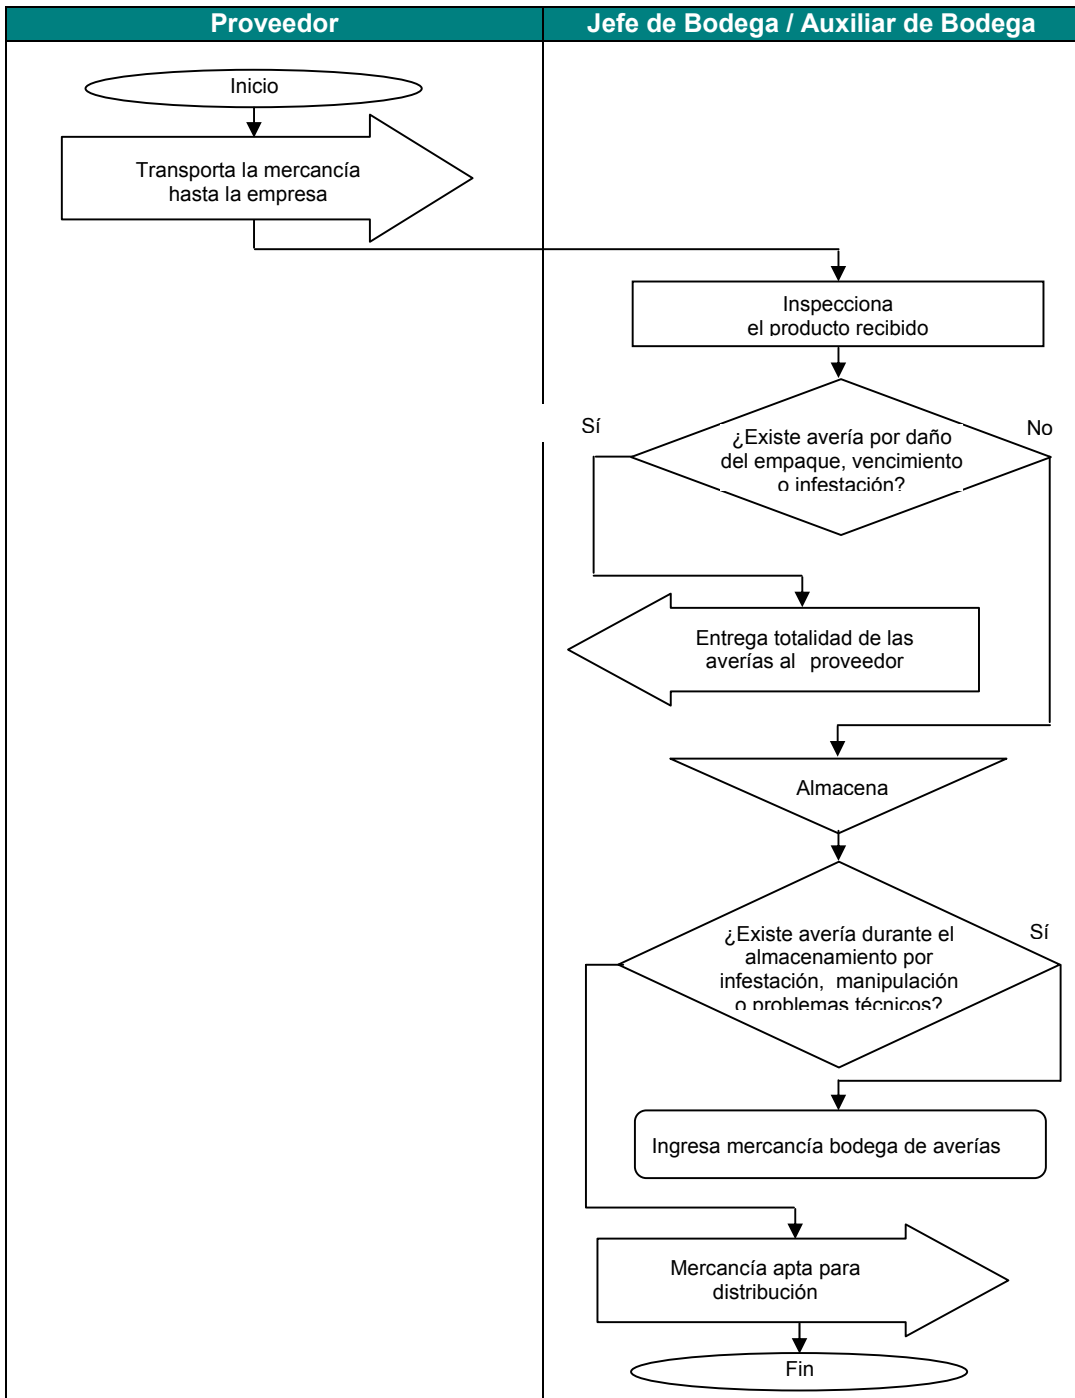 Proveedor
Jefe de Bodega / Auxiliar de Bodega
Inicio
Transporta la mercancía
hasta la empresa
Inspecciona
el producto recibido
Sí
No
¿Existe avería por daño
del empaque, vencimiento
o infestación?
Entrega totalidad de las
averías al proveedor
Almacena
Sí
¿Existe avería durante el
almacenamiento por
infestación, manipulación
o problemas técnicos?
Ingresa mercancía bodega de averías
Mercancía apta para
distribución
Fin